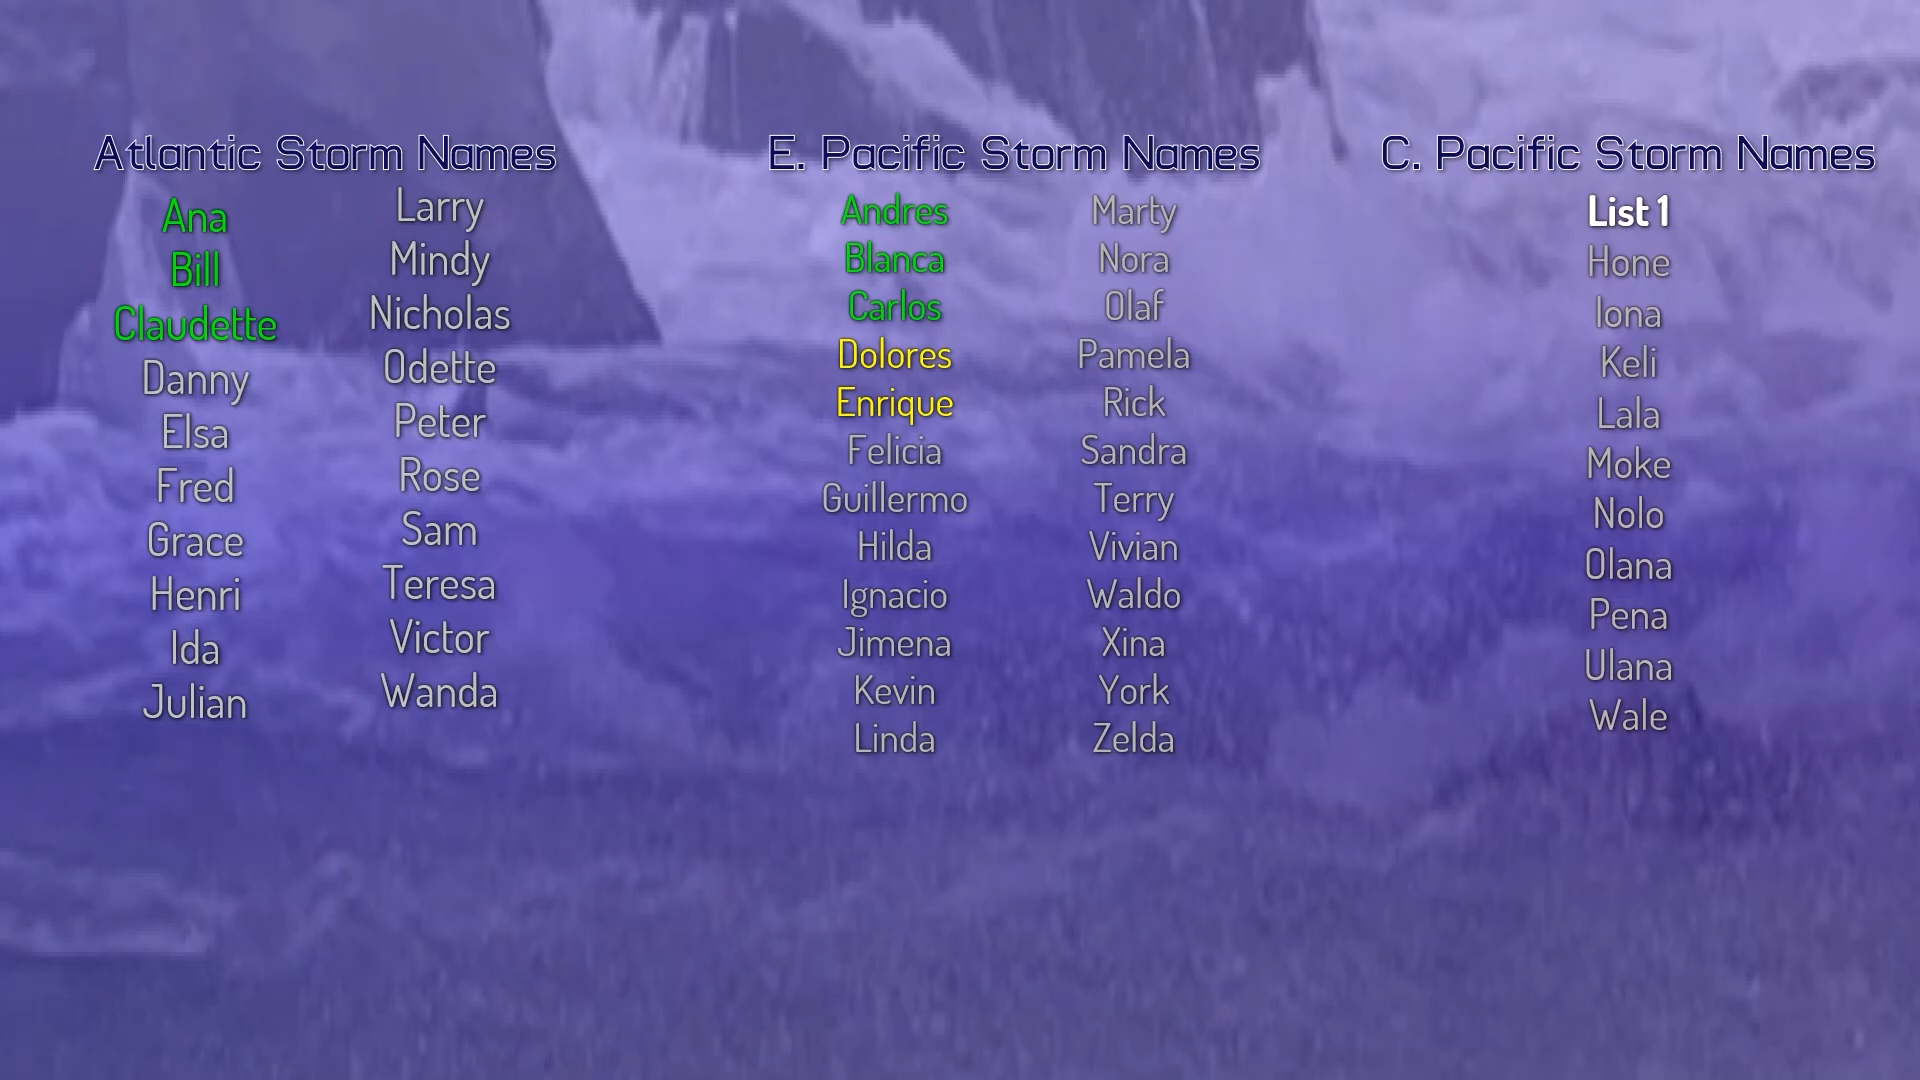 Atlantic Storm Names
Ana
Bill
Claudette
Danny
Elsa
Fred
Grace
Henri
Ida
Julian
Larry
Mindy
Nicholas
Odette
Peter
Rose
Sam
Teresa
Victor
Wanda
E. Pacific Storm Names
Andres
Blanca
Carlos
Dolores
Enrique
Felicia
Guillermo
Hilda
Ignacio
Jimena
Kevin
Linda
Marty
Nora
Olaf
Pamela
Rick
Sandra
Terry
Vivian
Waldo
Xina
York
Zelda
C. Pacific Storm Names
List 1
Hone
Iona
Keli
Lala
Moke
Nolo
Olana
Pena
Ulana
Wale